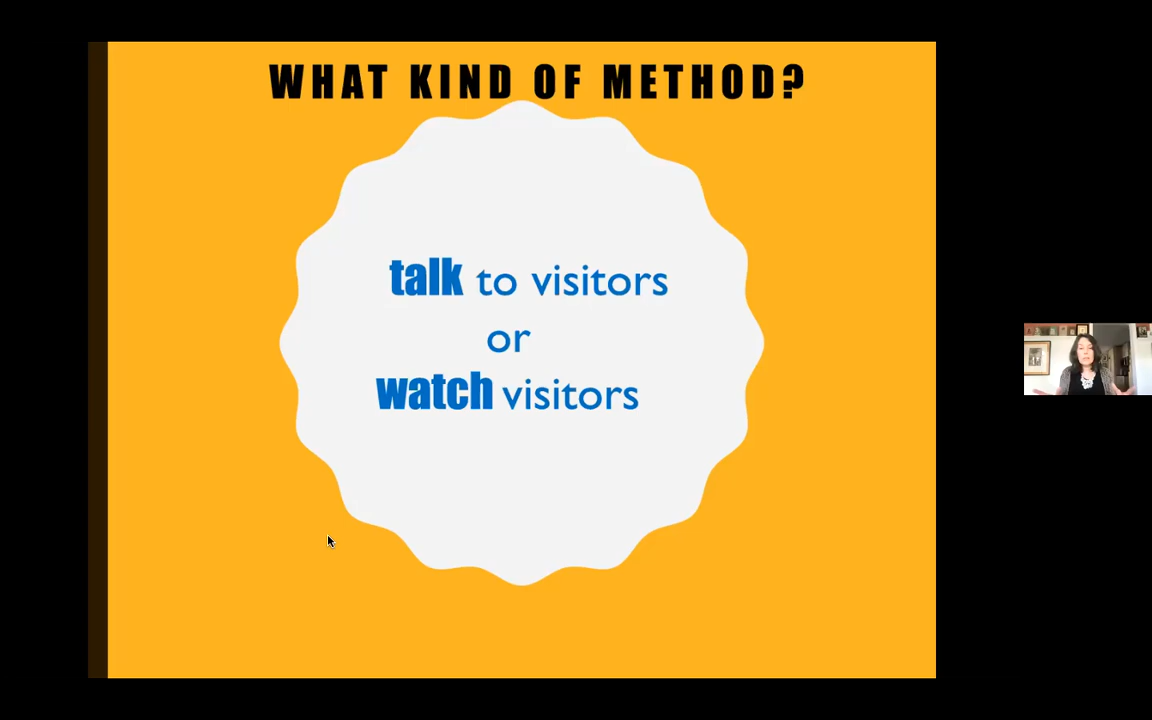 WHAT KIND OF METHOD?
talk to visitors
or
watch visitors